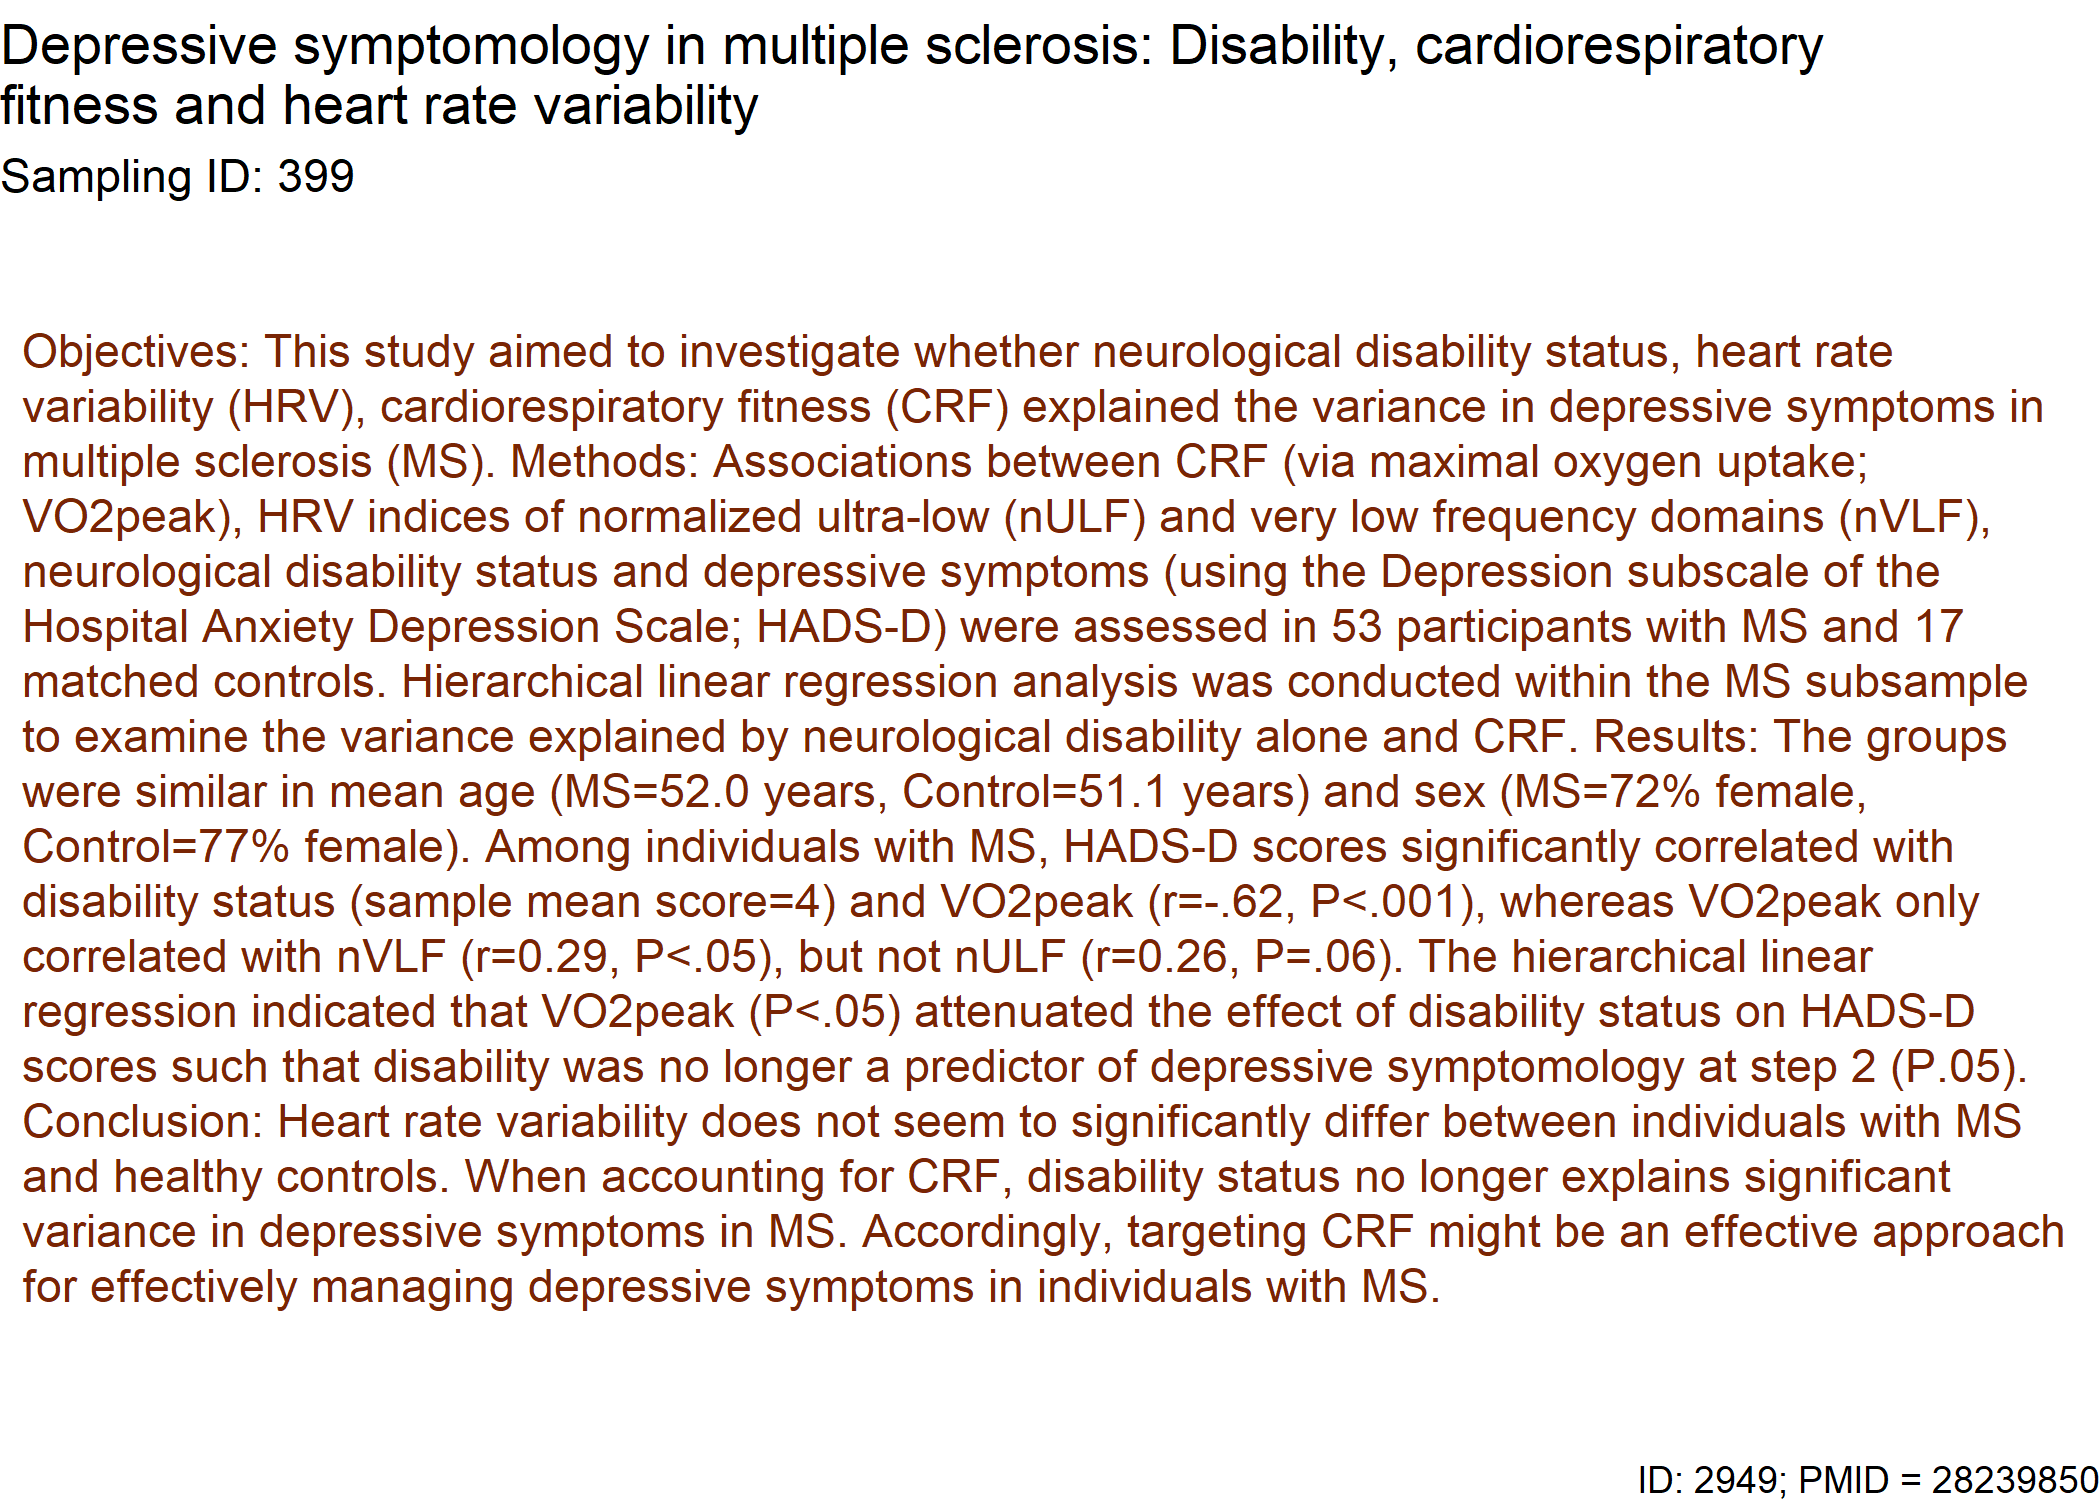 Depressive symptomology in multiple sclerosis: Disability, cardiorespiratory
fitness and heart rate variability
Sampling ID: 399
Objectives: This study aimed to investigate whether neurological disability status, heart rate
variability (HRV), cardiorespiratory fitness (CRF) explained the variance in depressive symptoms in
multiple sclerosis (MS). Methods: Associations between CRF (via maximal oxygen uptake;
VO2peak), HRV indices of normalized ultra-low (nULF) and very low frequency domains (nVLF),
neurological disability status and depressive symptoms (using the Depression subscale of the
Hospital Anxiety Depression Scale; HADS-D) were assessed in 53 participants with MS and 17
matched controls. Hierarchical linear regression analysis was conducted within the MS subsample
to examine the variance explained by neurological disability alone and CRF. Results: The groups
were similar in mean age (MS=52.0 years, Control=51.1 years) and sex (MS=72% female,
Control=77% female). Among individuals with MS, HADS-D scores significantly correlated with
disability status (sample mean score=4) and VO2peak (r=-.62, P<.001), whereas VO2peak only
correlated with nVLF (r=0.29, P<.05), but not nULF (r=0.26, P=.06). The hierarchical linear
regression indicated that VO2peak (P<.05) attenuated the effect of disability status on HADS-D
scores such that disability was no longer a predictor of depressive symptomology at step 2 (P.05).
Conclusion: Heart rate variability does not seem to significantly differ between individuals with MS
and healthy controls. When accounting for CRF, disability status no longer explains significant
variance in depressive symptoms in MS. Accordingly, targeting CRF might be an effective approach
for effectively managing depressive symptoms in individuals with MS.
ID: 2949; PMID = 28239850